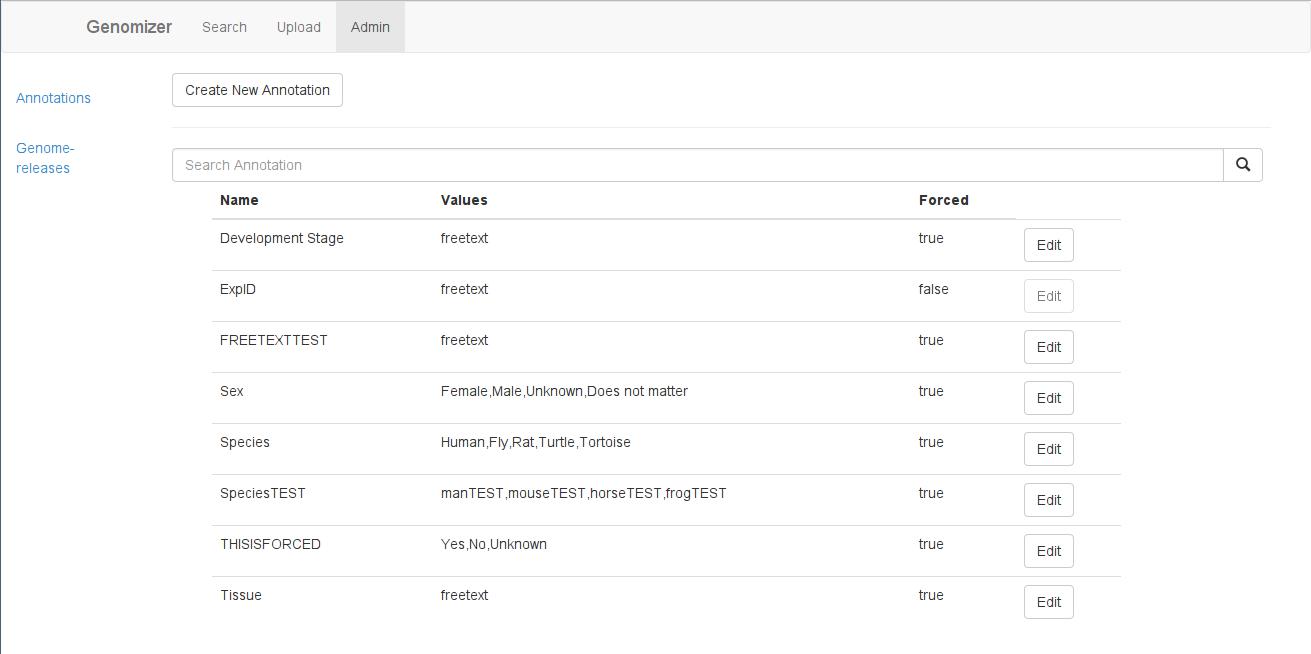 Genomizer Search Upload Admin
Annotations
Genome-
releases
Create New Annotation
Search Annotation
Name Values Forced
Development Stage freetext true Edit
ExpID freetext false Edit
FREETEXTTEST freetext true Edit
Sex Female,Male,Unknown,Does not matter true Edit
Species Human,Fly,Rat,Turtle,Tortoise true Edit
SpeciesTEST manTEST,mouseTEST,horseTEST,frogTEST true Edit
THISISFORCED Yes,No,Unknown true Edit
Tissue freetext true Edit